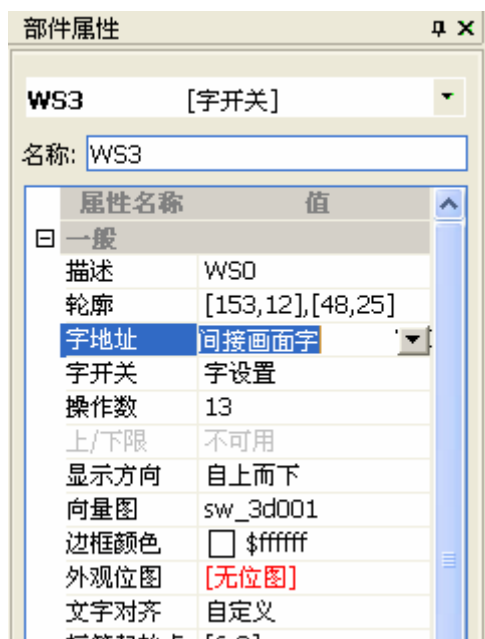 部件属性
WS3 [字开关]
名称: WS3
属性名称 值
一般
描述 WS0
轮廓 [153,12],[48,25]
字地址 间接画面字
字开关 字设置
操作数 13
上/下限 不可用
显示方向 自上而下
向量图 sw_3d001
边框颜色 $ffffff
外观位图 [无位图]
文字对齐 自定义